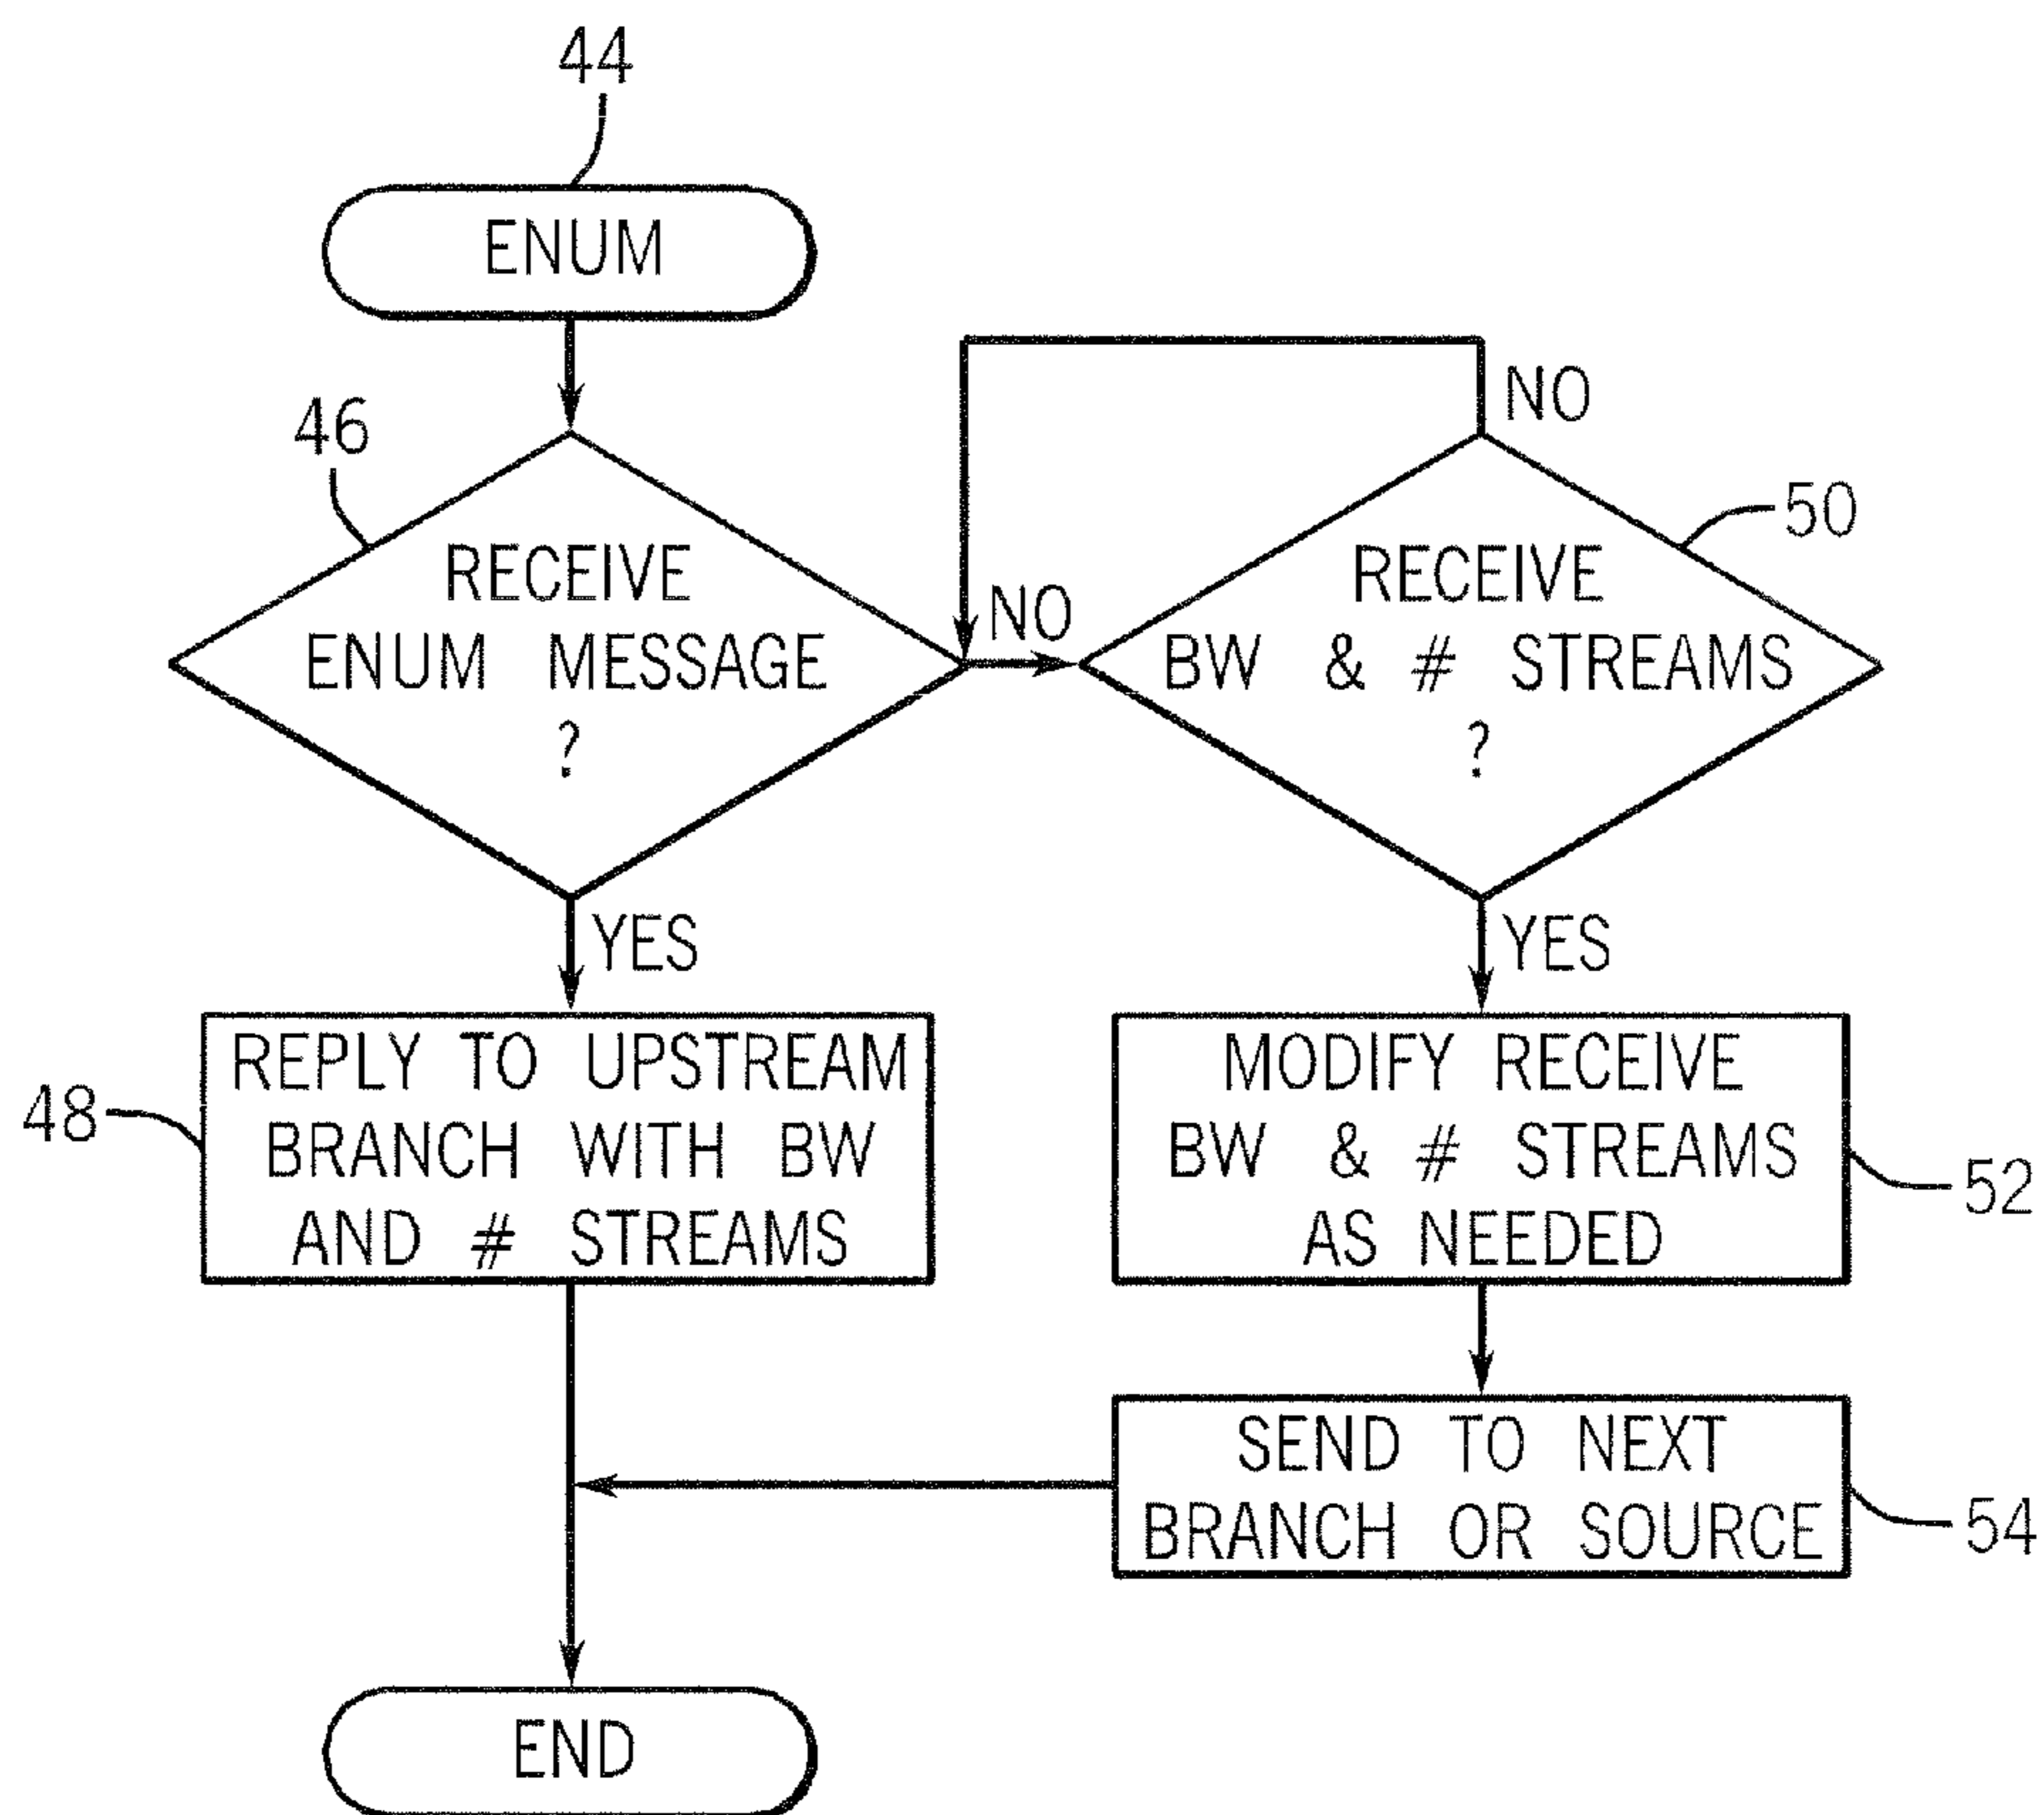 44
ENUM
46
RECEIVE
ENUM MESSAGE
?
NO
NO
50
RECEIVE
BW & # STREAMS
?
YES
YES
48
REPLY TO UPSTREAM
BRANCH WITH BW
AND # STREAMS
MODIFY RECEIVE
BW & # STREAMS
AS NEEDED
52
SEND TO NEXT
BRANCH OR SOURCE
54
END